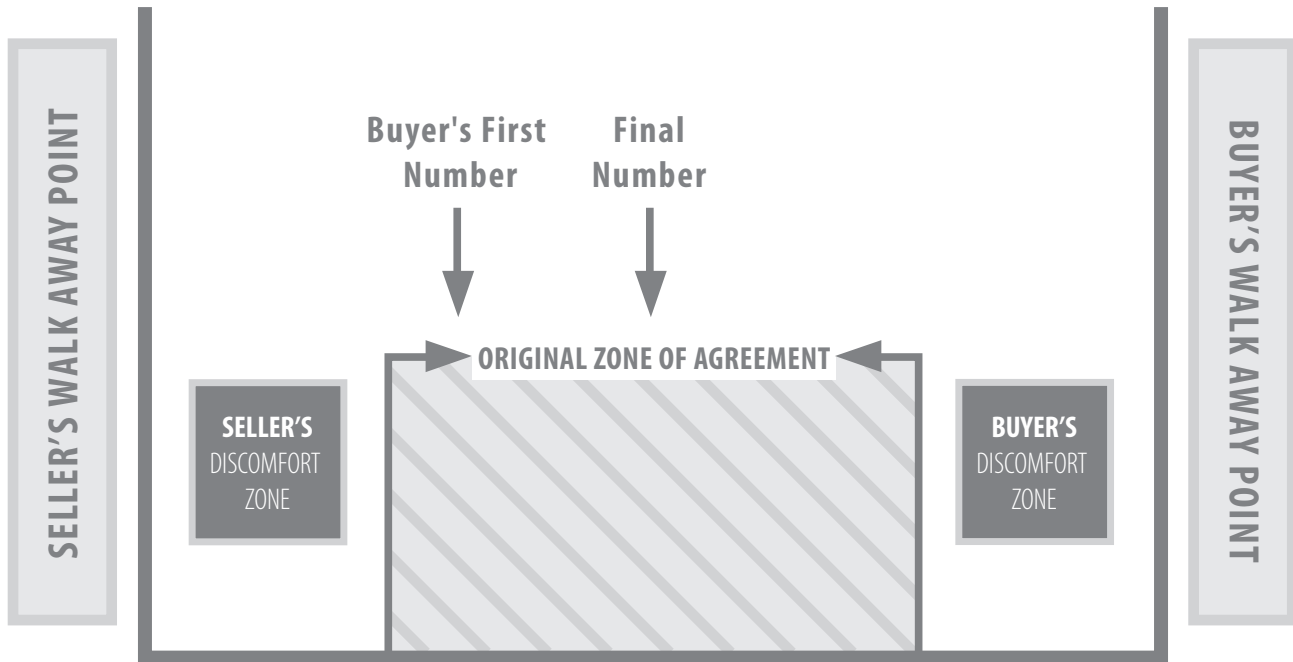 SELLER'S WALK AWAY POINT
Buyer's First
Number
Final
Number
ORIGINAL ZONE OF AGREEMENT
SELLER'S
DISCOMFORT
ZONE
BUYER'S
DISCOMFORT
ZONE
BUYER'S WALK AWAY POINT